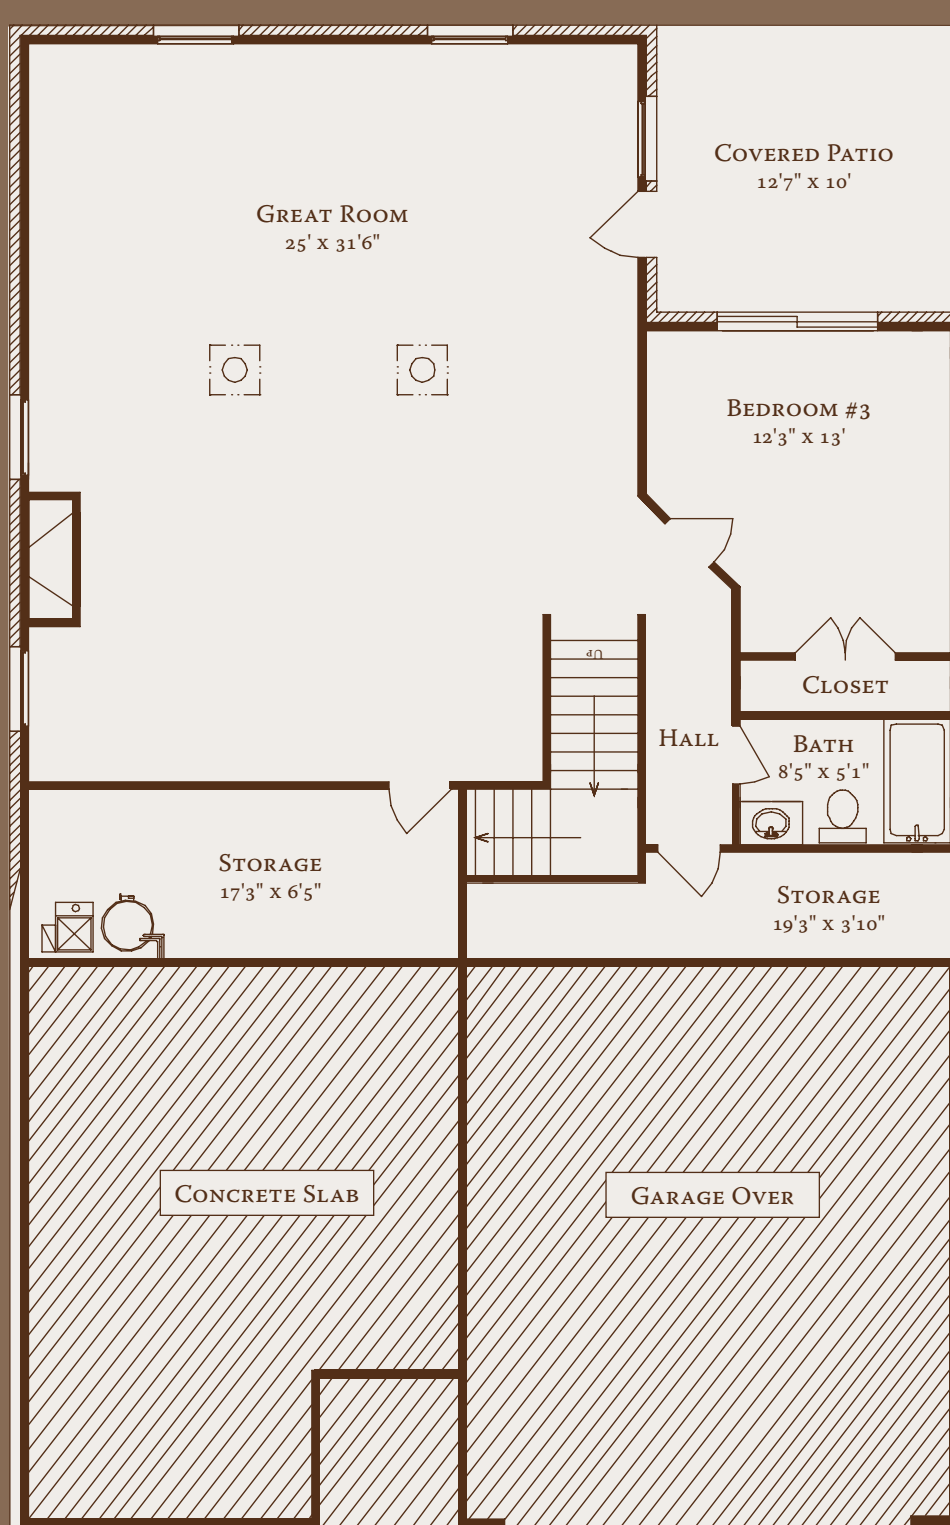 Covered Patio
12'7" x 10'
Great Room
25' x 31'6"
Bedroom #3
12'3" x 13'
Up
Closet
Hall
Bath
8'5" x 5'1"
Storage
17'3" x 6'5"
Storage
19'3" x 3'10"
Concrete Slab
Garage Over